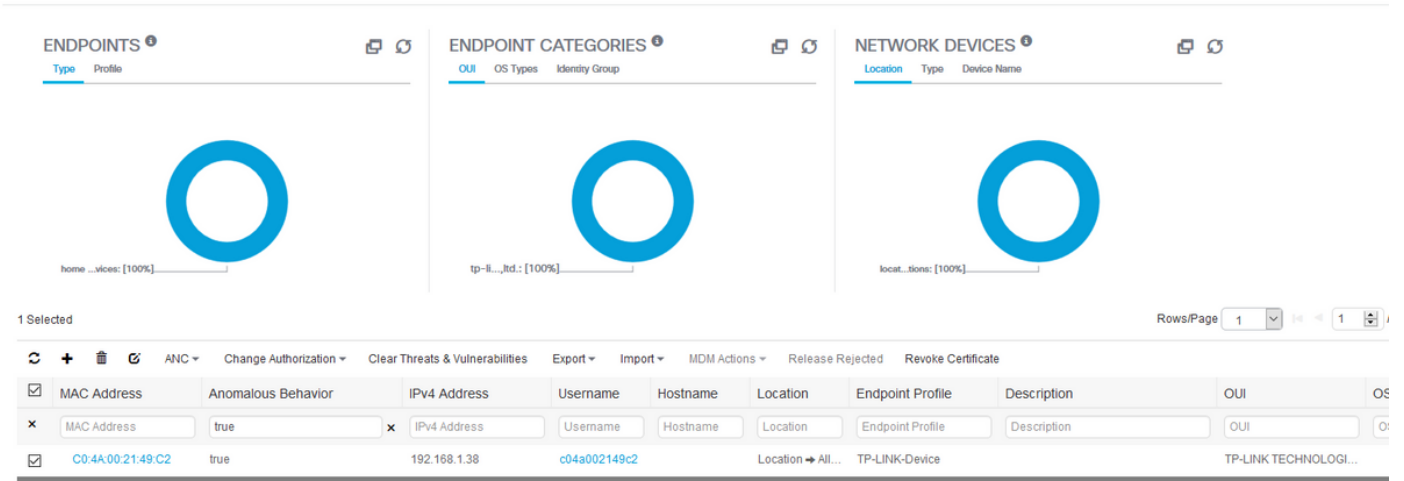 ENDPOINTS
Type Profile
home ...vices: [100%]
ENDPOINT CATEGORIES
OUI OS Types Identity Group
tp-li...,ltd.: [100%]
NETWORK DEVICES
Location Type Device Name
locat...tions: [100%]
1 Selected
Rows/Page 1 1 /
ANC Change Authorization Clear Threats & Vulnerabilities Export Import MDM Actions Release Rejected Revoke Certificate
MAC Address Anomalous Behavior IPv4 Address Username Hostname Location Endpoint Profile Description OUI OS
x MAC Address true x IPv4 Address Username Hostname Location Endpoint Profile Description OUI OS
C0:4A:00:21:49:C2 true 192.168.1.38 c04a002149c2 Location ➔ All... TP-LINK-Device TP-LINK TECHNOLOGI...